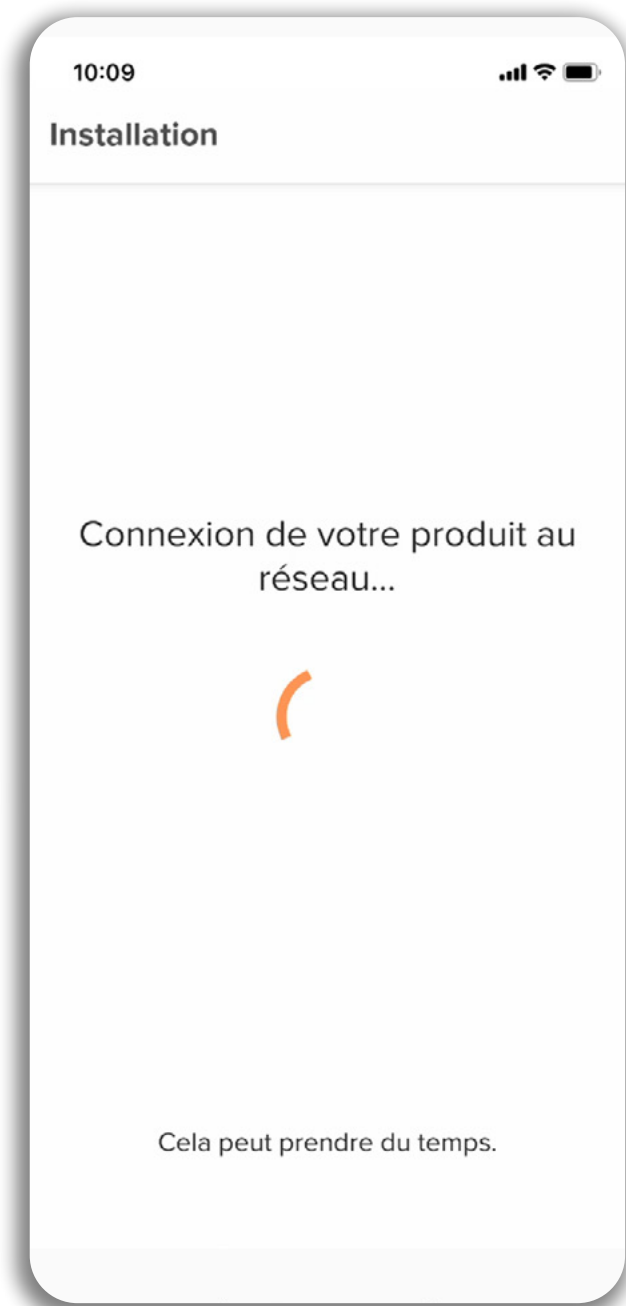 10:09
Installation
Connexion de votre produit au
réseau...
Cela peut prendre du temps.